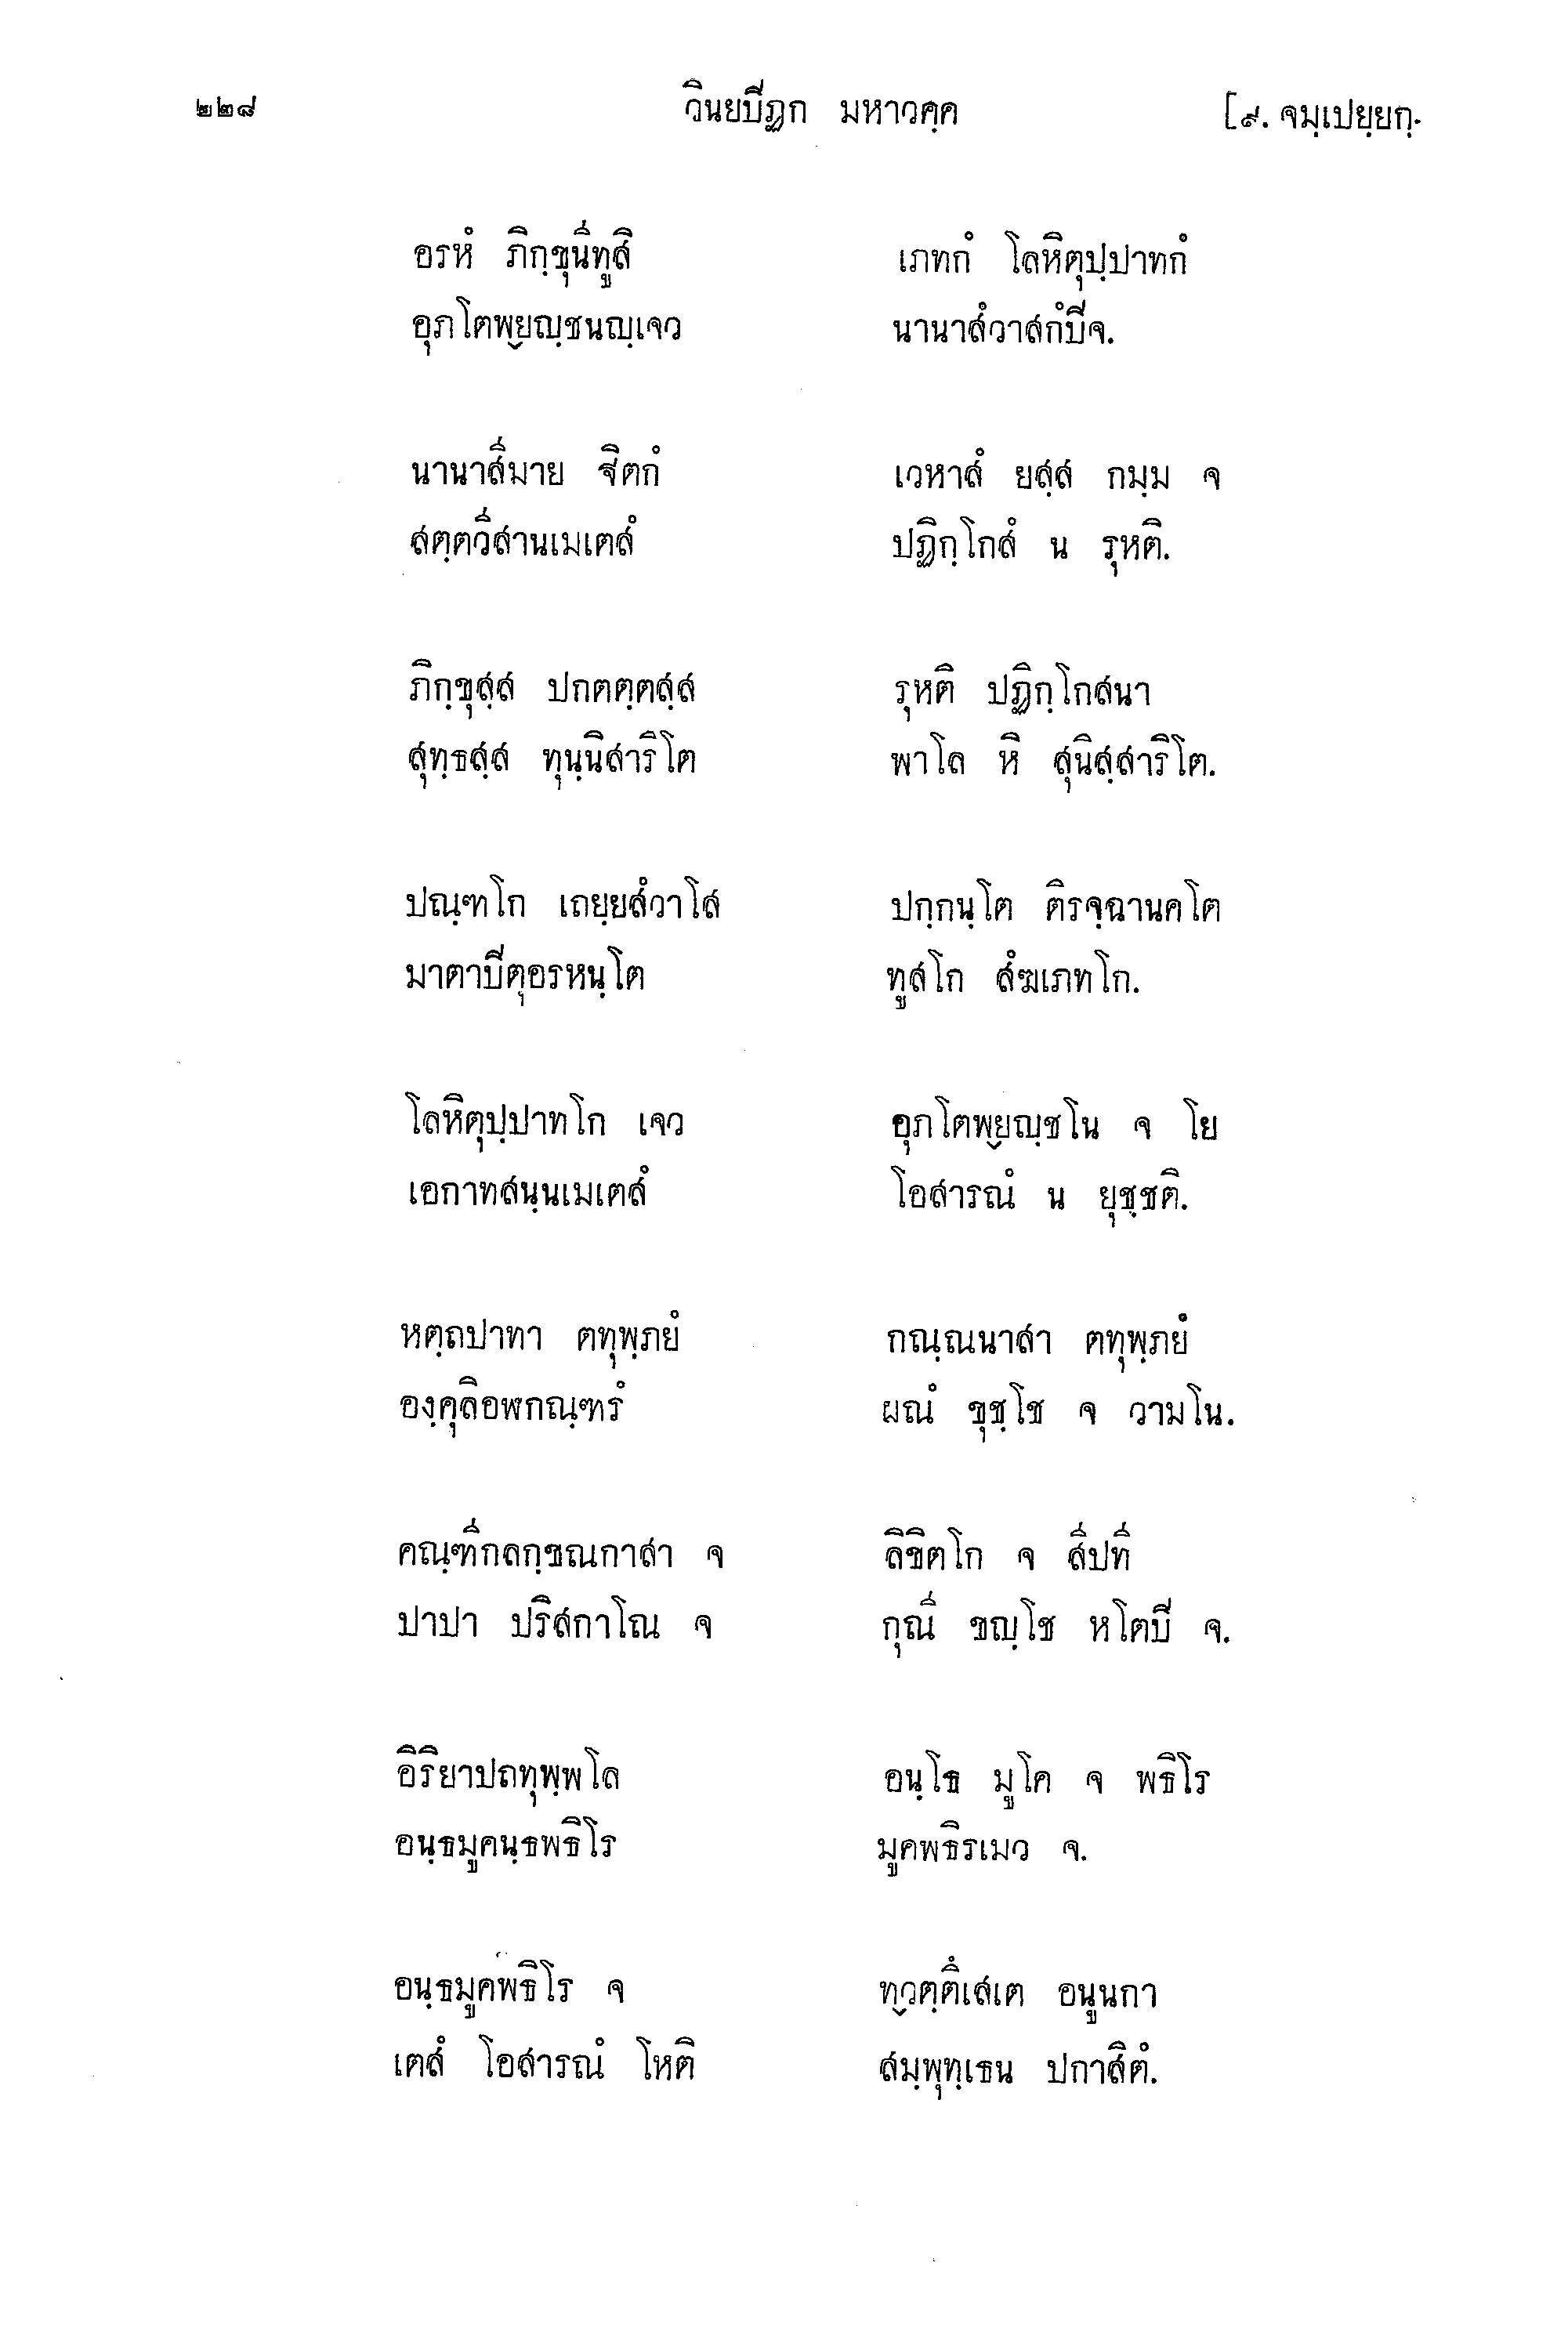 ๒๒๘ วินยปีฏก มหาวคฺค [๙. จมฺเปยฺยกฺ.
อรหํ ภิกฺขุนึทูสิ เภทกํ โลหิตุปฺปาทกํ
อุภโตพฺยญฺชนญฺเจว นานาสํวาสกํปิจ.
นานาสีมาย ฐิตกํ เวหาสํ ยสฺส กมฺม จ
สตฺตวีสานเมเตสํ ปฏิกฺโกสํ น รุหติ.
ภิกฺขุสฺส ปกตตฺตสฺส รุหติ ปฏิกฺโกสนา
สุทฺธสฺส ทุนฺนิสาริโต พาโล หิ สุนิสฺสาริโต.
ปณฺฑโก เถยฺยสํวาโส ปกฺกนฺโต ติรจฺฉานคโต
มาตาปิตุอรหนฺโต ทูสโก สํฆเภทโก.
โลหิตุปฺปาทโก เจว อุภโตพฺยญฺชโน จ โย
เอกาทสนฺนเมเตสํ โอสารณํ น ยุชฺชติ.
หตฺถปาทา ตทุพฺภยํ กณฺณนาสา ตทุพฺภยํ
องฺคุลิอฬกณฺฑรํ ผณํ ขุชฺโช จ วามโน.
คณฺฑิกลกฺขณกาสา จ ลิขิตโก จ สีปทิ
ปาปา ปริสกาโณ จ กุณึ ขญฺโช หโตปิ จ.
อิริยาปถทุพฺพโล อนฺโธ มูโค จ พธิโร
อนฺธมูคนฺธพธิโร มูคพธิรเมว จ.
อนฺธมูคพธิโร จ ทฺวตฺตึเสเต อนูนกา
เตสํ โอสารณํ โหติ สมฺพุทฺเธน ปกาสิตํ.